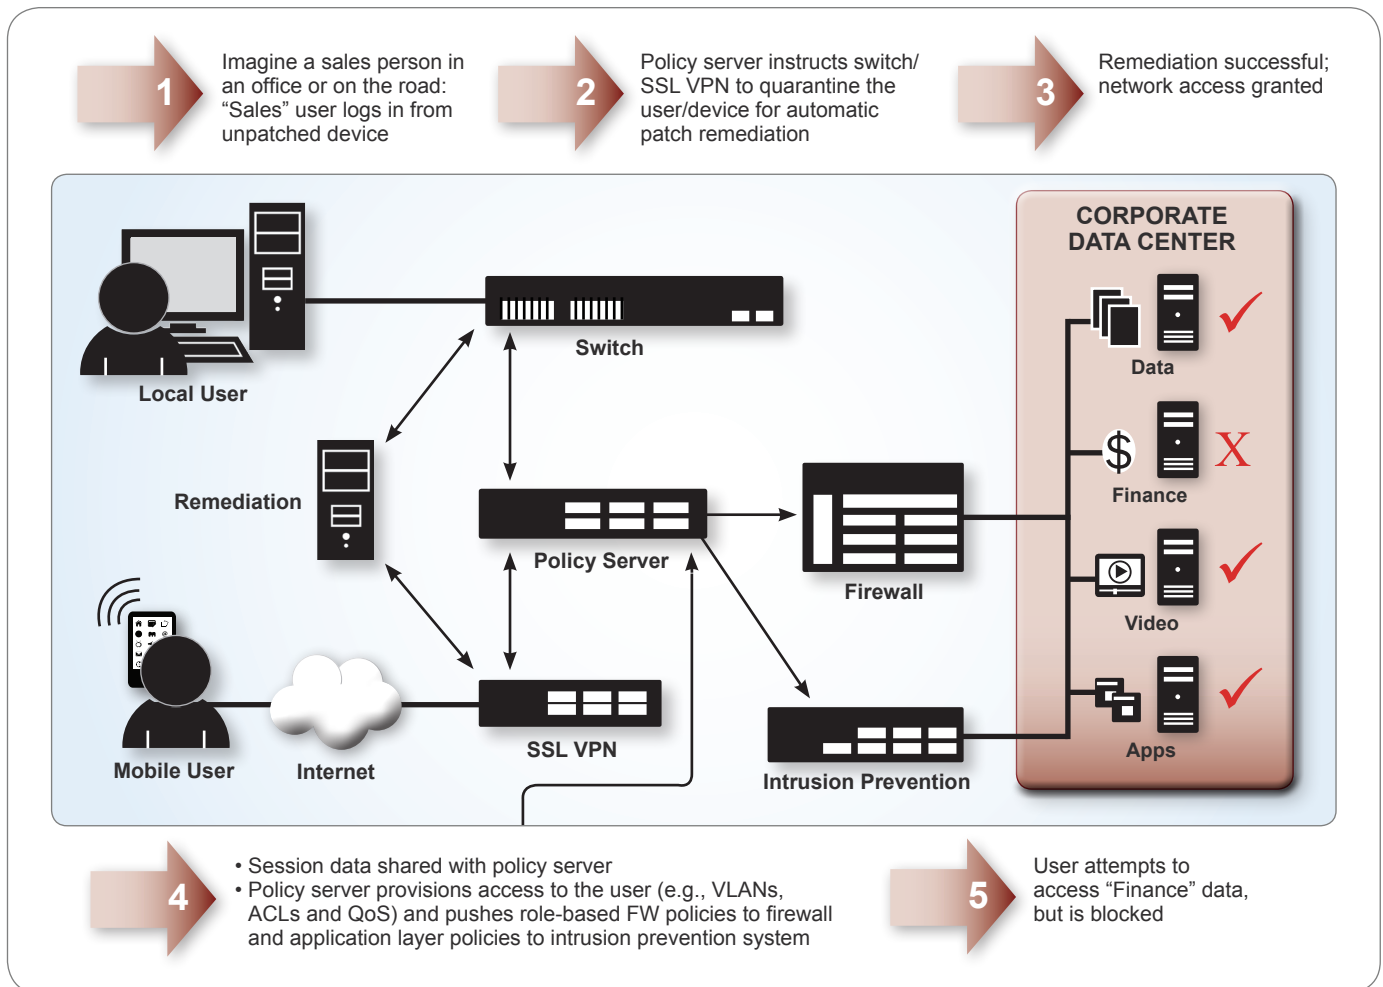 1
Imagine a sales person in
an office or on the road:
“Sales” user logs in from
unpatched device
2
Policy server instructs switch/
SSL VPN to quarantine the
user/device for automatic
patch remediation
3
Remediation successful;
network access granted
CORPORATE
DATA CENTER
Local User
Switch
Data
$
X
Finance
Remediation
Policy Server
Firewall
Video
Mobile User
Internet
SSL VPN
Intrusion Prevention
Apps
4
• Session data shared with policy server
• Policy server provisions access to the user (e.g., VLANs,
ACLs and QoS) and pushes role-based FW policies to firewall
and application layer policies to intrusion prevention system
5
User attempts to
access “Finance” data,
but is blocked